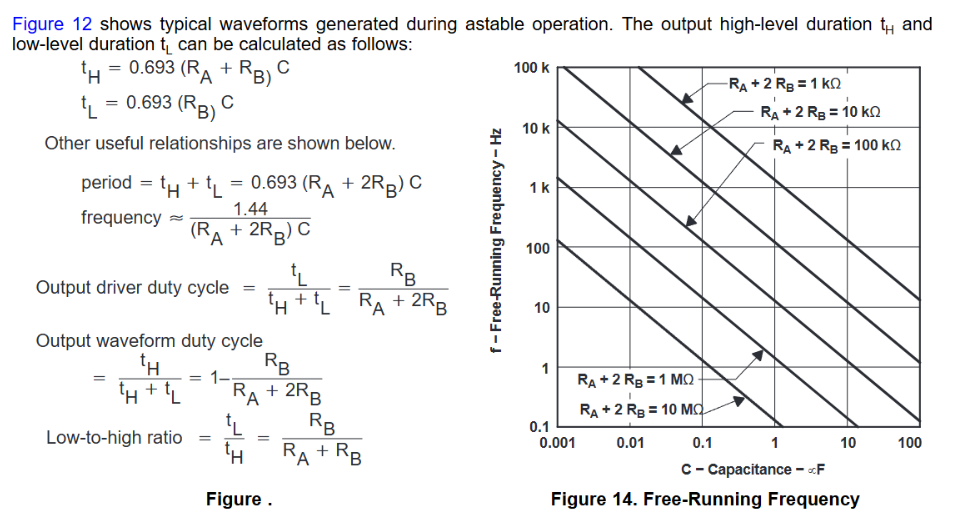 Figure 12 shows typical waveforms generated during astable operation. The output high-level duration tH and
low-level duration tL can be calculated as follows:
tH = 0.693 (RA + RB) C
tL = 0.693 (RB) C
Other useful relationships are shown below.
period = tH + tL = 0.693 (RA + 2RB) C
frequency ≈ 1.44 / (RA + 2RB) C
Output driver duty cycle = tL / tH + tL = RB / RA + 2RB
Output waveform duty cycle
= tH / tH + tL = 1– RB / RA + 2RB
Low-to-high ratio = tL / tH = RB / RA + RB
Figure .
f – Free-Running Frequency – Hz
100 k
10 k
1 k
100
10
1
0.1
RA + 2 RB = 1 kΩ
RA + 2 RB = 10 kΩ
RA + 2 RB = 100 kΩ
RA + 2 RB = 1 MΩ
RA + 2 RB = 10 MΩ
0.001 0.01 0.1 1 10 100
C – Capacitance – ∝F
Figure 14. Free-Running Frequency